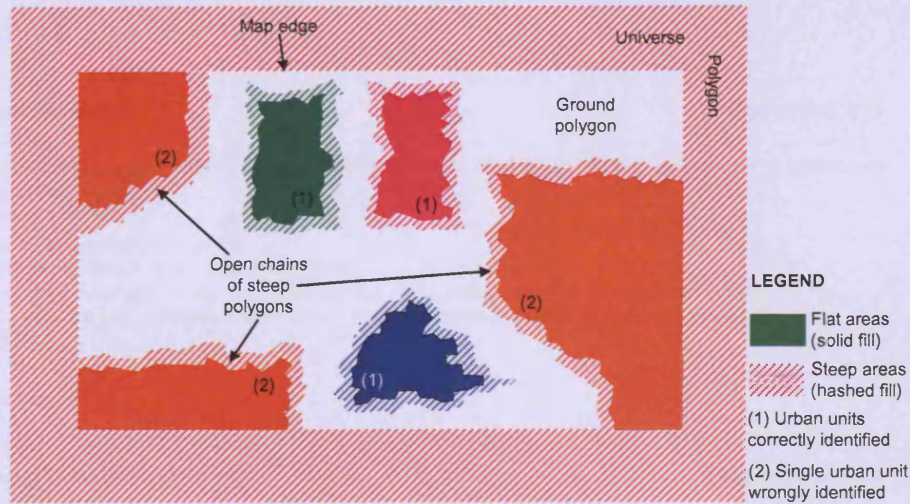 Map edge
Universe
Polygon
Ground
polygon
(2)
(1)
(1)
Open chains
of steep
polygons
(2)
(2)
(1)
LEGEND
Flat areas
(solid fill)
Steep areas
(hashed fill)
(1) Urban units
correctly identified
(2) Single urban unit
wrongly identified